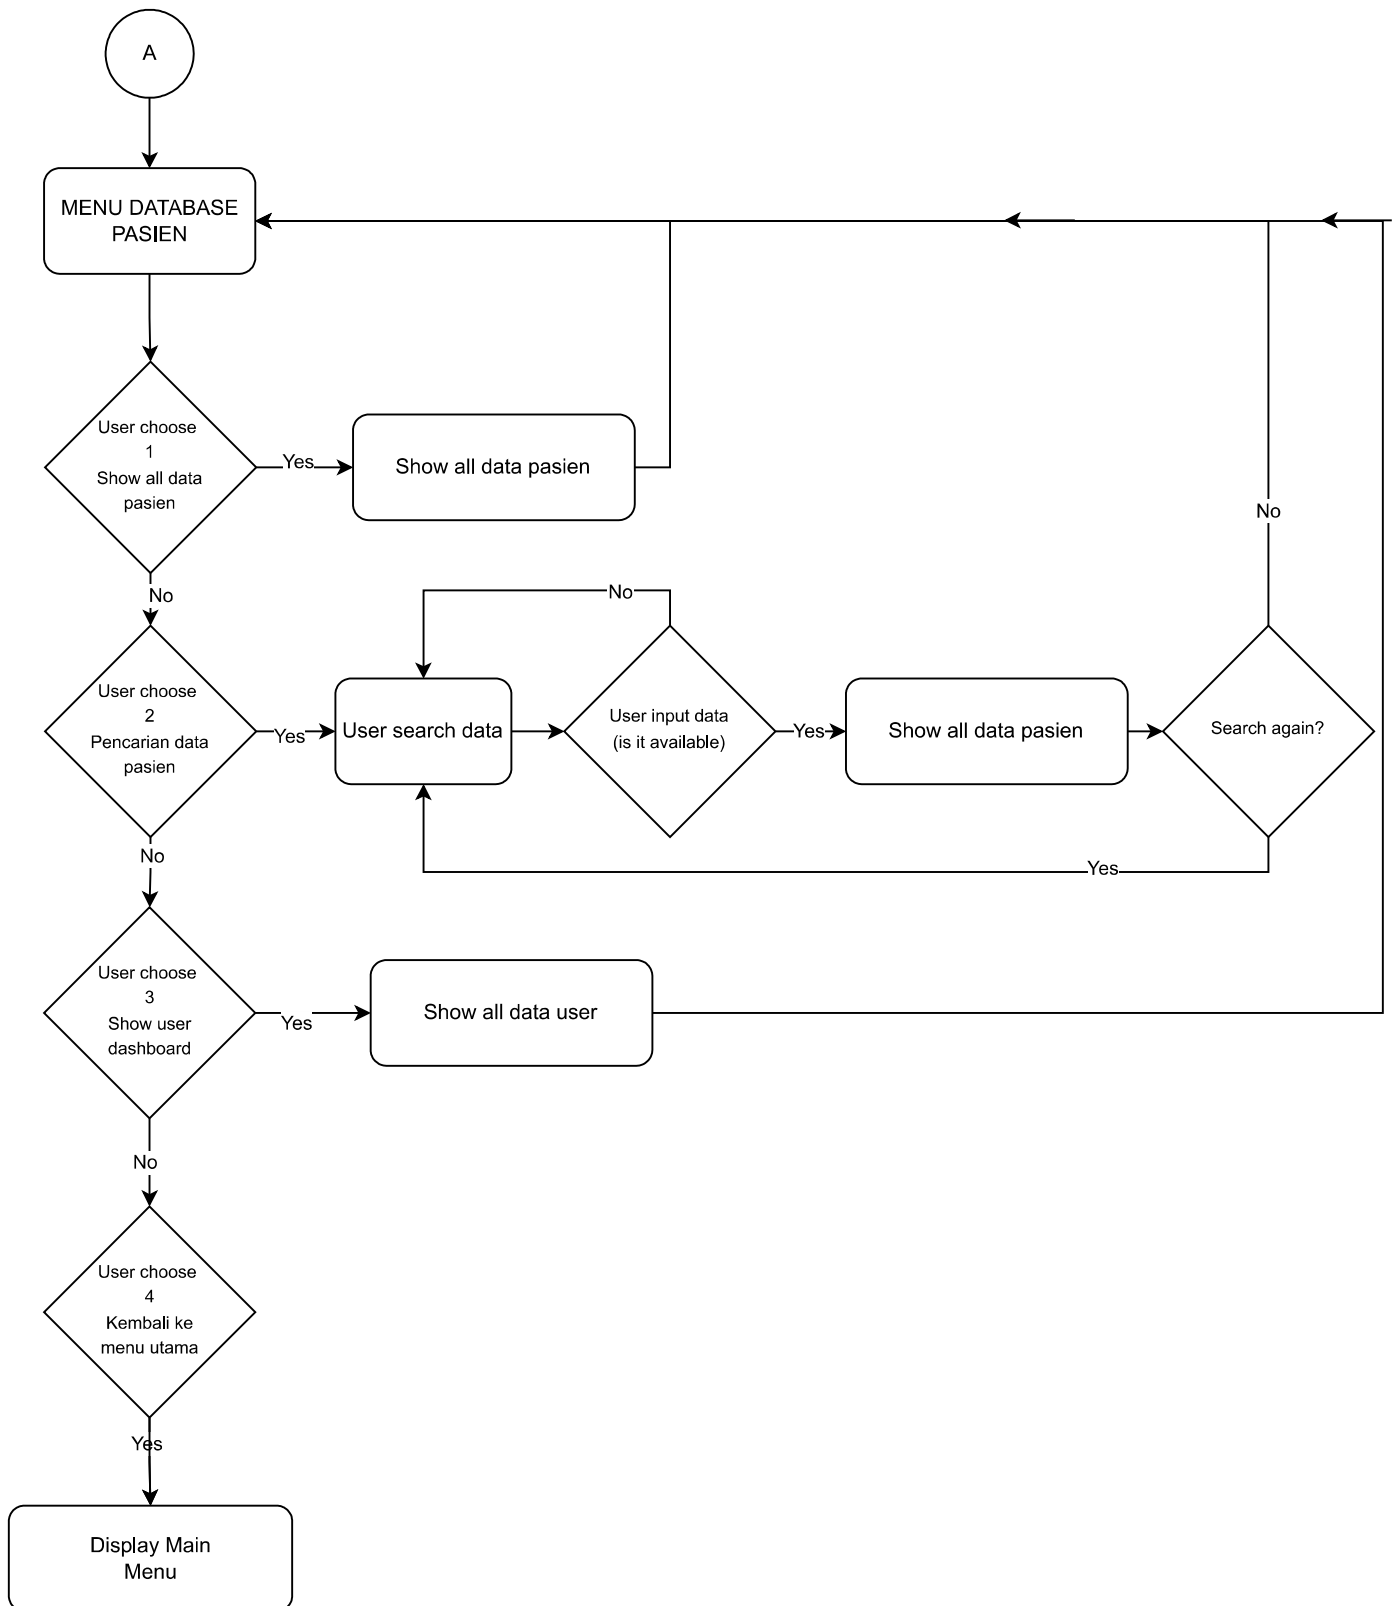 A
MENU DATABASE
PASIEN
User choose
1
Show all data
pasien
Yes
Show all data pasien
No
No
No
User choose
2
Pencarian data
pasien
Yes
User search data
User input data
(is it available)
Yes
Show all data pasien
Search again?
No
Yes
User choose
3
Show user
dashboard
Yes
Show all data user
No
User choose
4
Kembali ke
menu utama
Yes
Display Main
Menu